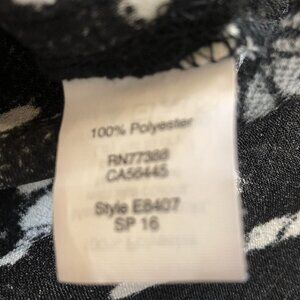 100% Polyester
RN77388
CA56445
Style E8407
SP 16